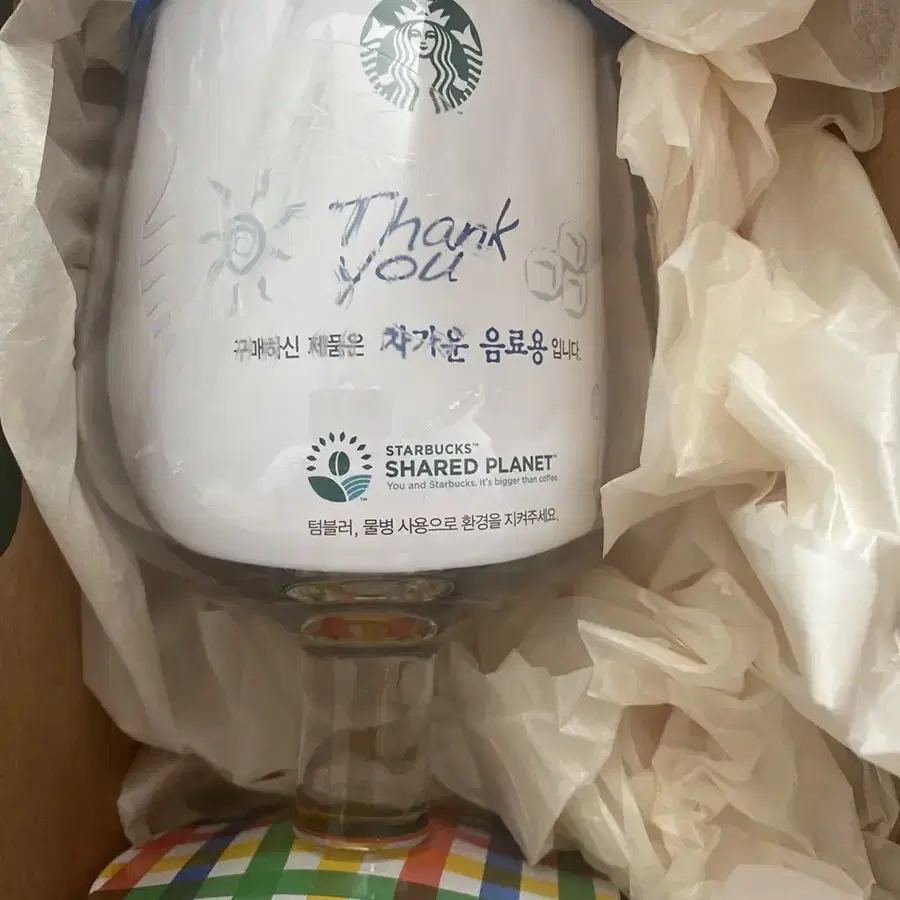 Thank
you
구매하신 제품은 차가운 음료용입니다.
STARBUCKS™
SHARED PLANET™
You and Starbucks. It's bigger than coffee
텀블러, 물병 사용으로 환경을 지켜주세요.